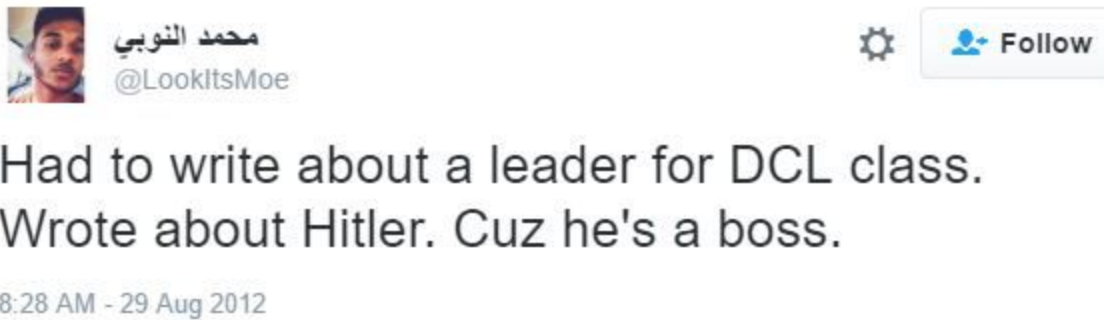 محمد النوبي
@LookItsMoe
Follow
Had to write about a leader for DCL class.
Wrote about Hitler. Cuz he's a boss.
8:28 AM - 29 Aug 2012